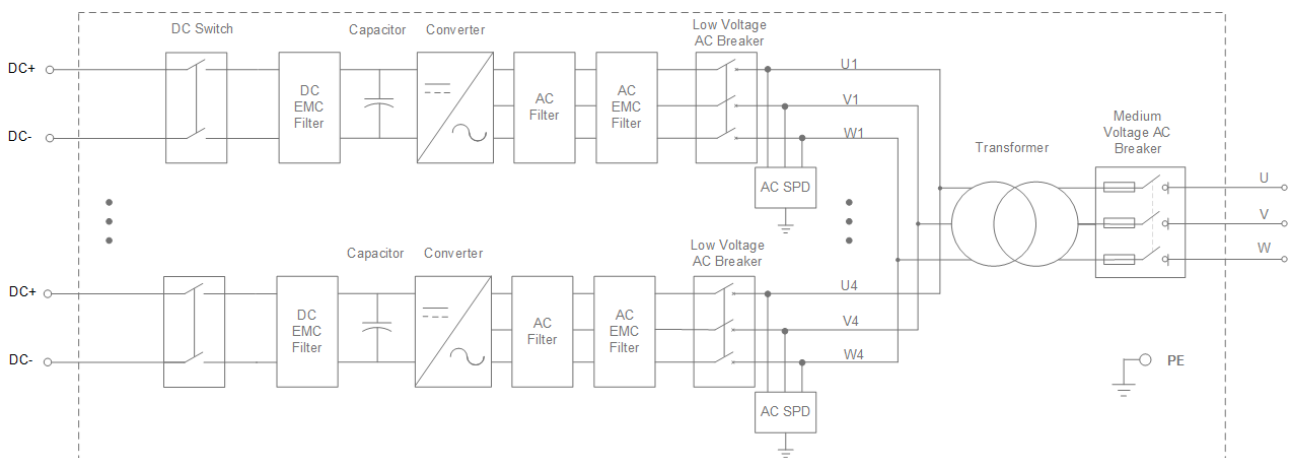 DC Switch
Capacitor
Converter
Low Voltage
AC Breaker
DC+
DC-
DC
EMC
Filter
AC
Filter
AC
EMC
Filter
U1
V1
W1
AC SPD
Transformer
Medium
Voltage AC
Breaker
U
V
W
Capacitor
Converter
Low Voltage
AC Breaker
DC+
DC-
DC
EMC
Filter
AC
Filter
AC
EMC
Filter
U4
V4
W4
AC SPD
PE